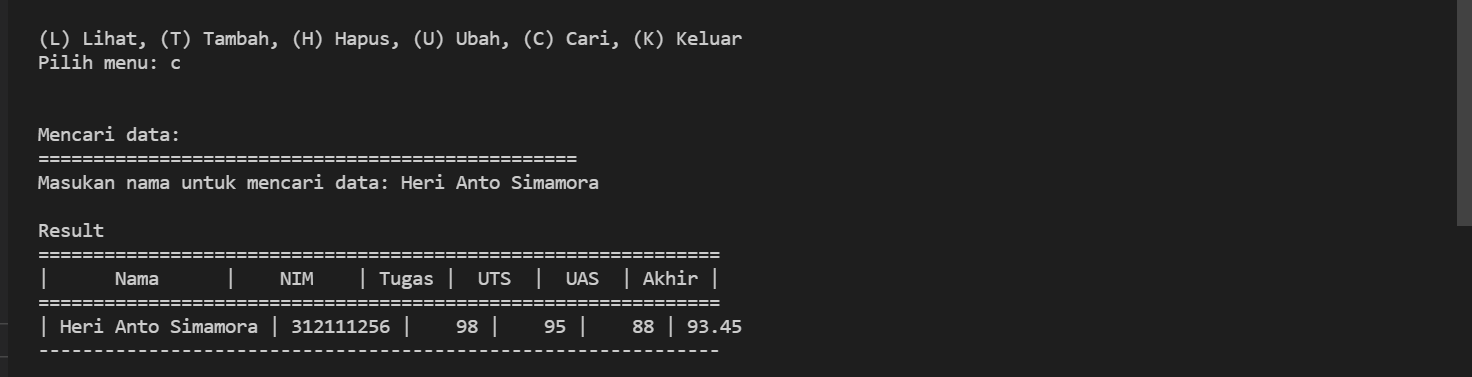 (L) Lihat, (T) Tambah, (H) Hapus, (U) Ubah, (C) Cari, (K) Keluar
Pilih menu: c
Mencari data:
=================================================
Masukan nama untuk mencari data: Heri Anto Simamora
Result
==============================================================
|      Nama      |    NIM    | Tugas |  UTS  |  UAS  | Akhir |
==============================================================
| Heri Anto Simamora | 312111256 |    98 |    95 |    88 | 93.45
--------------------------------------------------------------